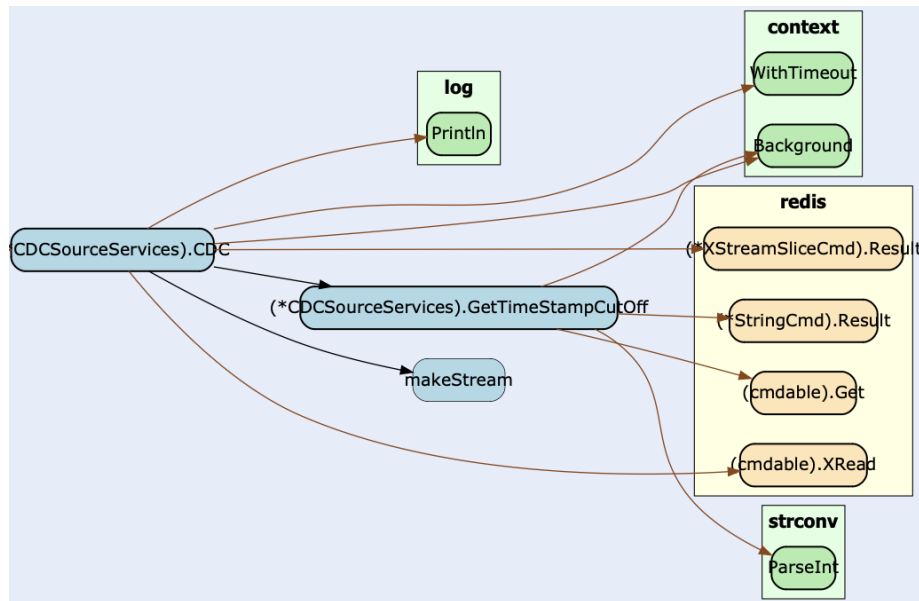 context
WithTimeout
log
Println
Background
redis
CDCSourceServices).CDC
(*XStreamSliceCmd).Result
(*CDCSourceServices).GetTimeStampCutOff
(*StringCmd).Result
makeStream
(cmdable).Get
(cmdable).XRead
strconv
ParseInt